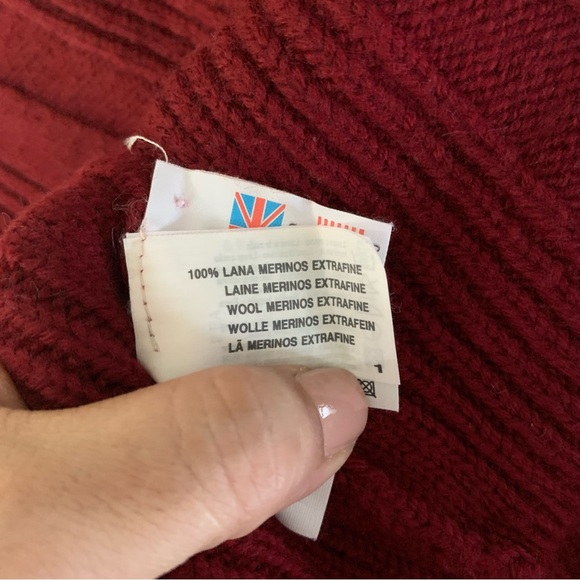 100% LANA MERINOS EXTRAFINE
LAINE MERINOS EXTRAFINE
WOOL MERINOS EXTRAFINE
WOLLE MERINOS EXTRAFEIN
LÃ MERINOS EXTRAFINE